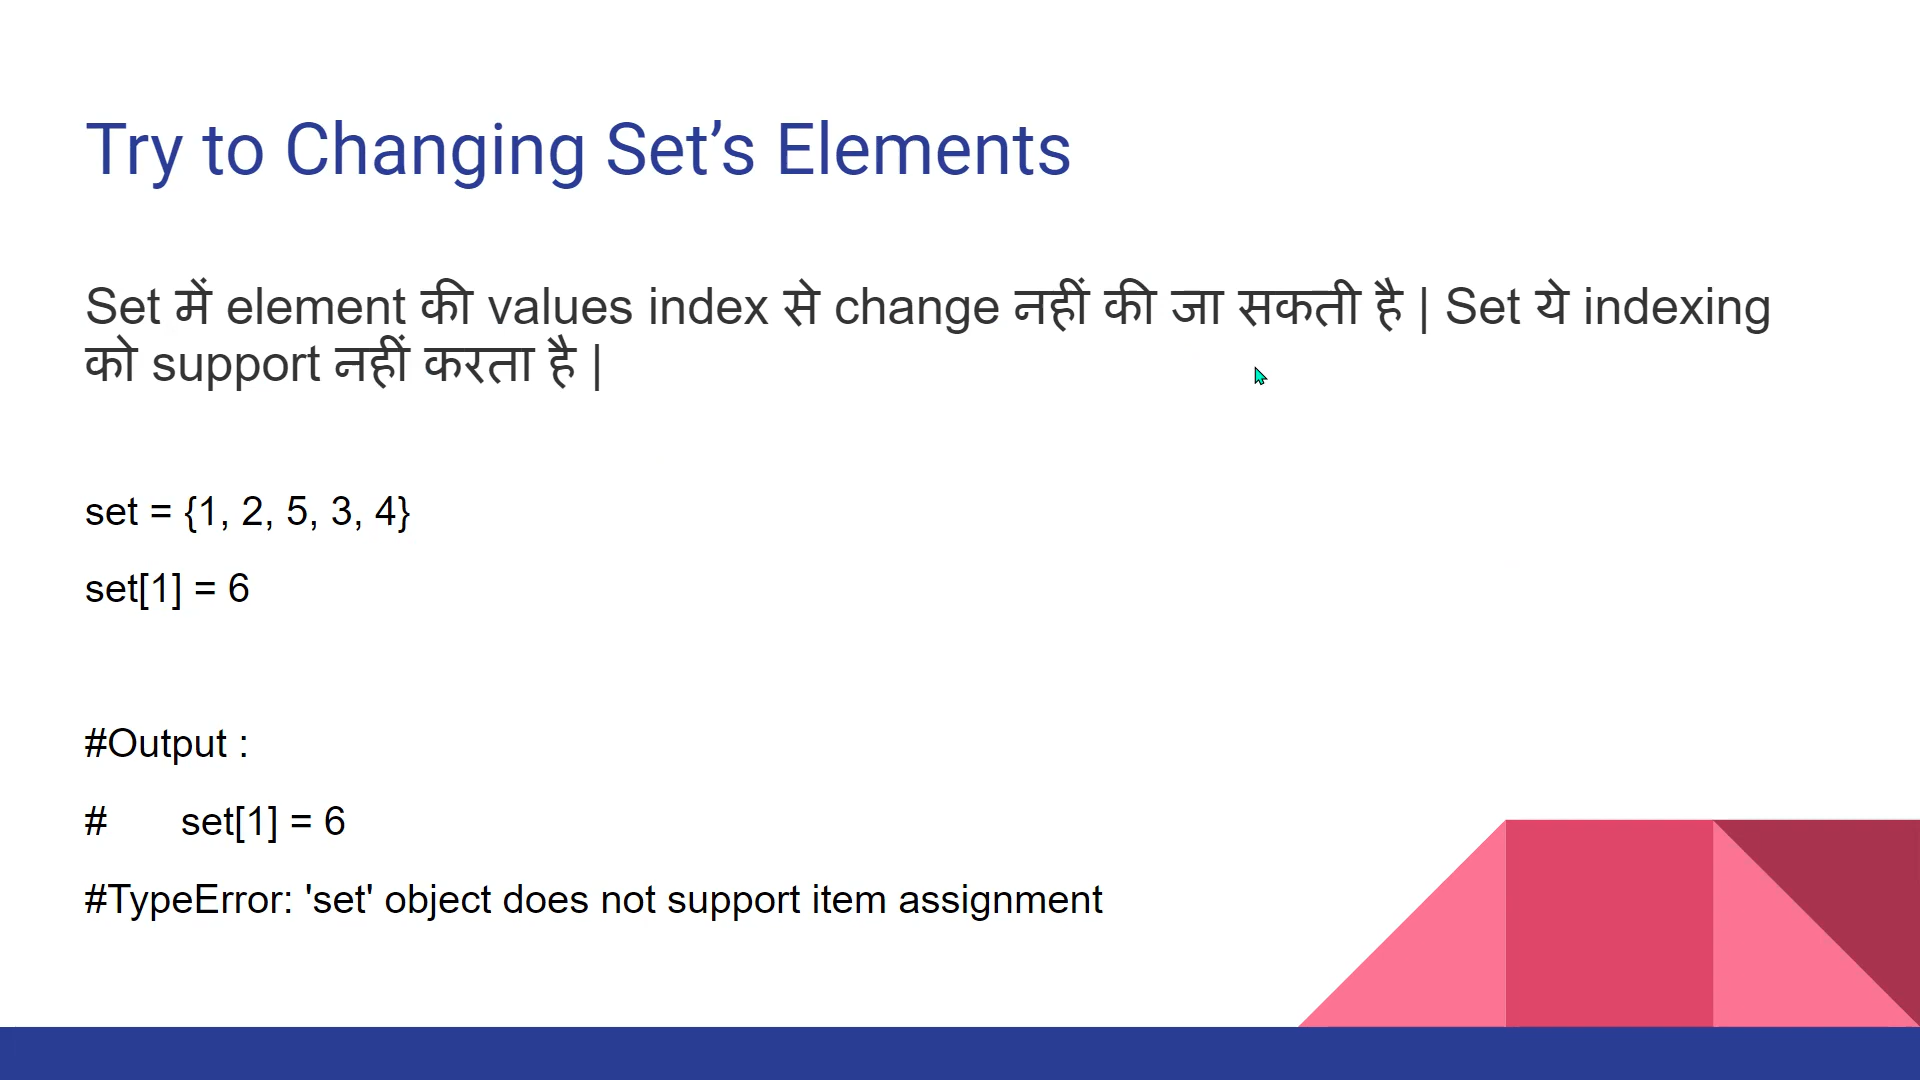 Try to Changing Set’s Elements
Set में element की values index से change नहीं की जा सकती है | Set ये indexing
को support नहीं करता है |
set = {1, 2, 5, 3, 4}
set[1] = 6
#Output :
# set[1] = 6
#TypeError: 'set' object does not support item assignment